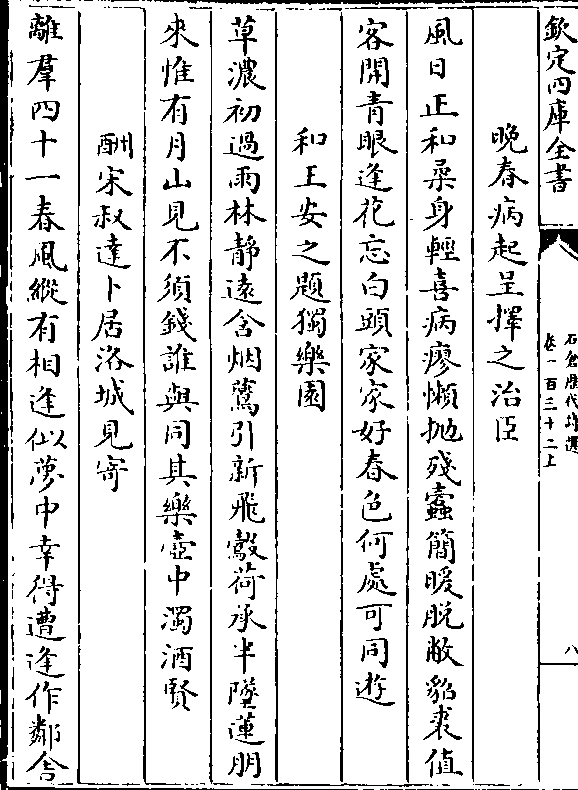 欽定四庫全書
石倉歷代詩選
卷一百三十二上
八
晚春病起呈擇之治臣
風日正和柔身輕喜病瘳懶拋殘蠹簡暖脫敝貂裘值
客開青眼逢花忘白頭家家好春色何處可同遊
和王安之題獨樂園
草濃初過雨林静遠含烟鶯引新飛鷇荷承半墜蓮朋
來惟有月山見不須錢誰與同其樂壺中濁酒賢
酬宋叔達卜居洛城見寄
離羣四十一春風縱有相逢似夢中幸得遭逢作鄰舍